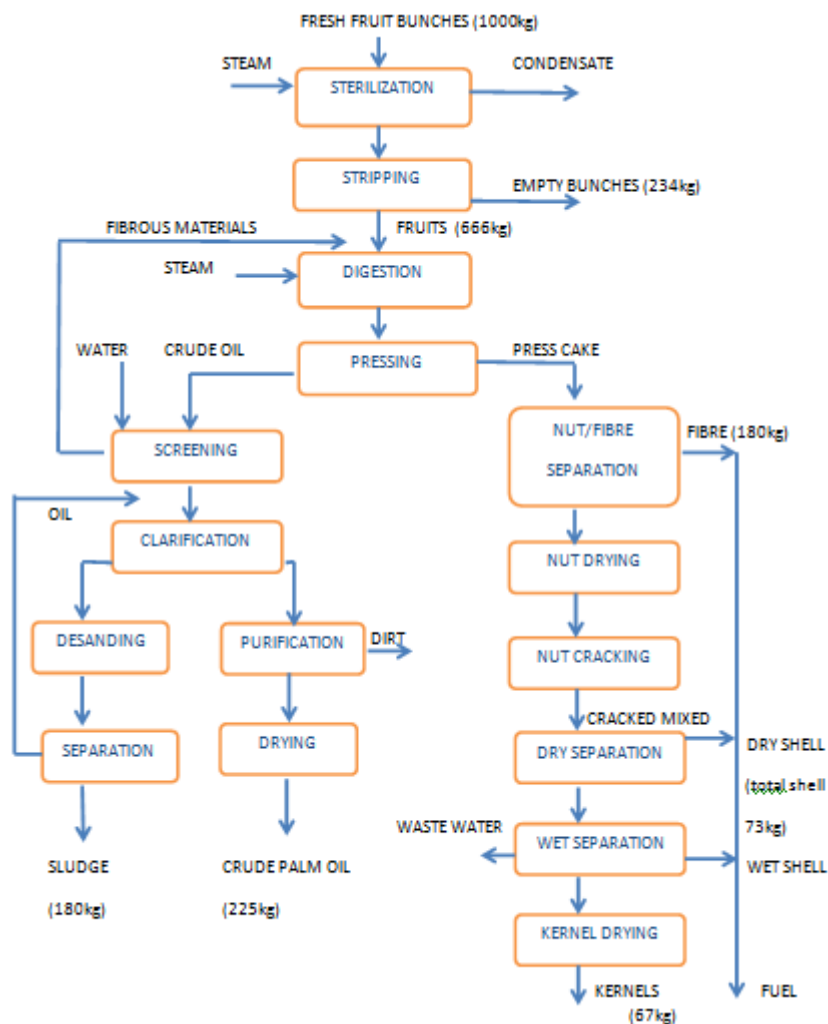 FRESH FRUIT BUNCHES (1000kg)
STEAM
CONDENSATE
STERILIZATION
STRIPPING
EMPTY BUNCHES (234kg)
FIBROUS MATERIALS
FRUITS (666kg)
STEAM
DIGESTION
WATER
CRUDE OIL
PRESSING
PRESS CAKE
SCREENING
NUT/FIBRE
SEPARATION
FIBRE (180kg)
OIL
CLARIFICATION
NUT DRYING
DESANDING
PURIFICATION
DIRT
NUT CRACKING
CRACKED MIXED
SEPARATION
DRYING
DRY SEPARATION
DRY SHELL
(total shell
73kg)
WASTE WATER
WET SEPARATION
WET SHELL
SLUDGE
(180kg)
CRUDE PALM OIL
(225kg)
KERNEL DRYING
KERNELS
(67kg)
FUEL